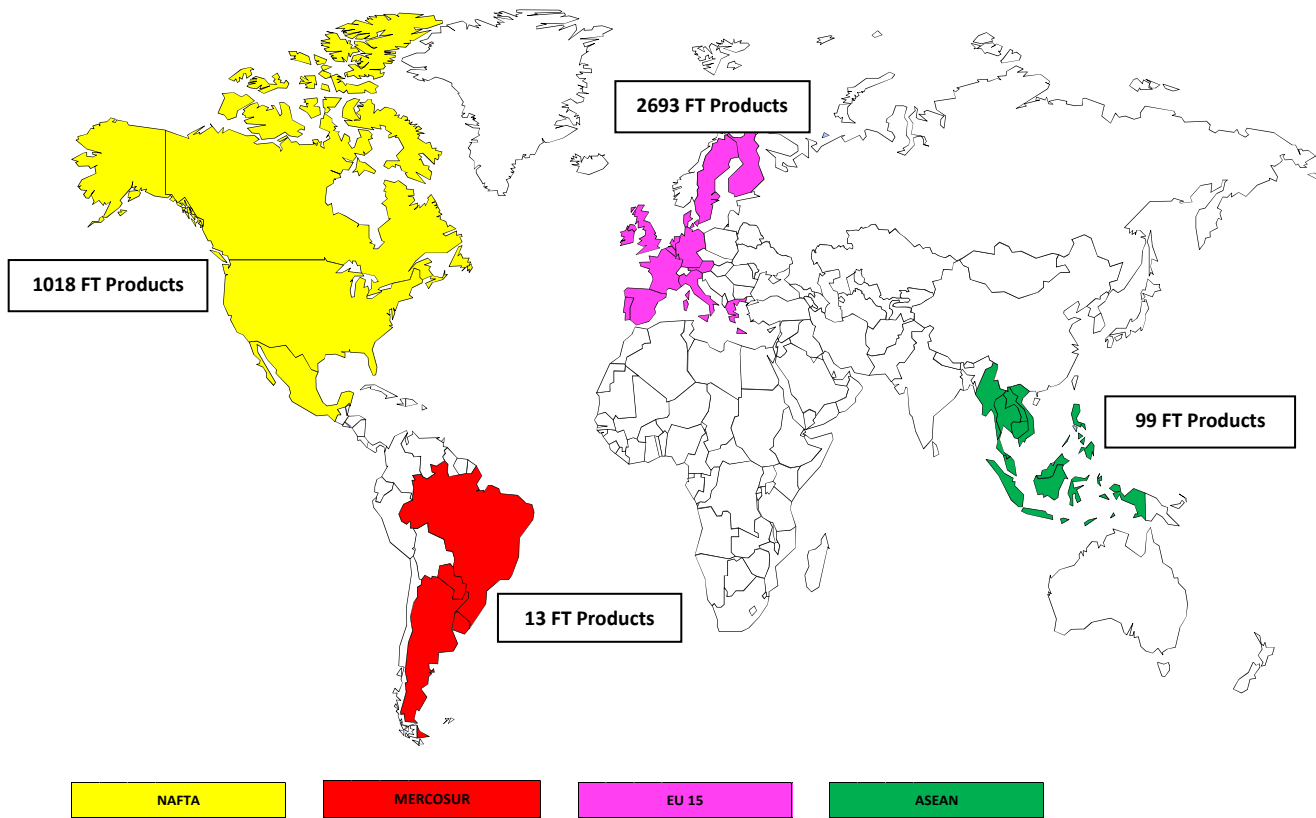 2693 FT Products
1018 FT Products
99 FT Products
13 FT Products
NAFTA
MERCOSUR
EU 15
ASEAN